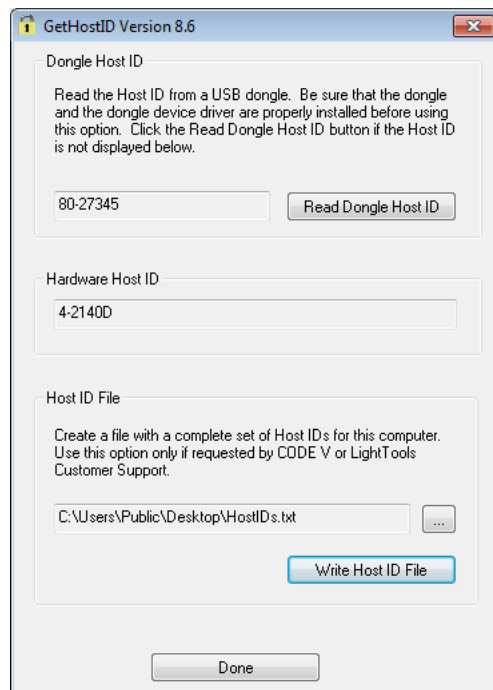 GetHostID Version 8.6
Dongle Host ID
Read the Host ID from a USB dongle. Be sure that the dongle
and the dongle device driver are properly installed before using
this option. Click the Read Dongle Host ID button if the Host ID
is not displayed below.
80-27345
Read Dongle Host ID
Hardware Host ID
4-2140D
Host ID File
Create a file with a complete set of Host IDs for this computer.
Use this option only if requested by CODE V or LightTools
Customer Support.
C:\Users\Public\Desktop\HostIDs.txt
...
Write Host ID File
Done